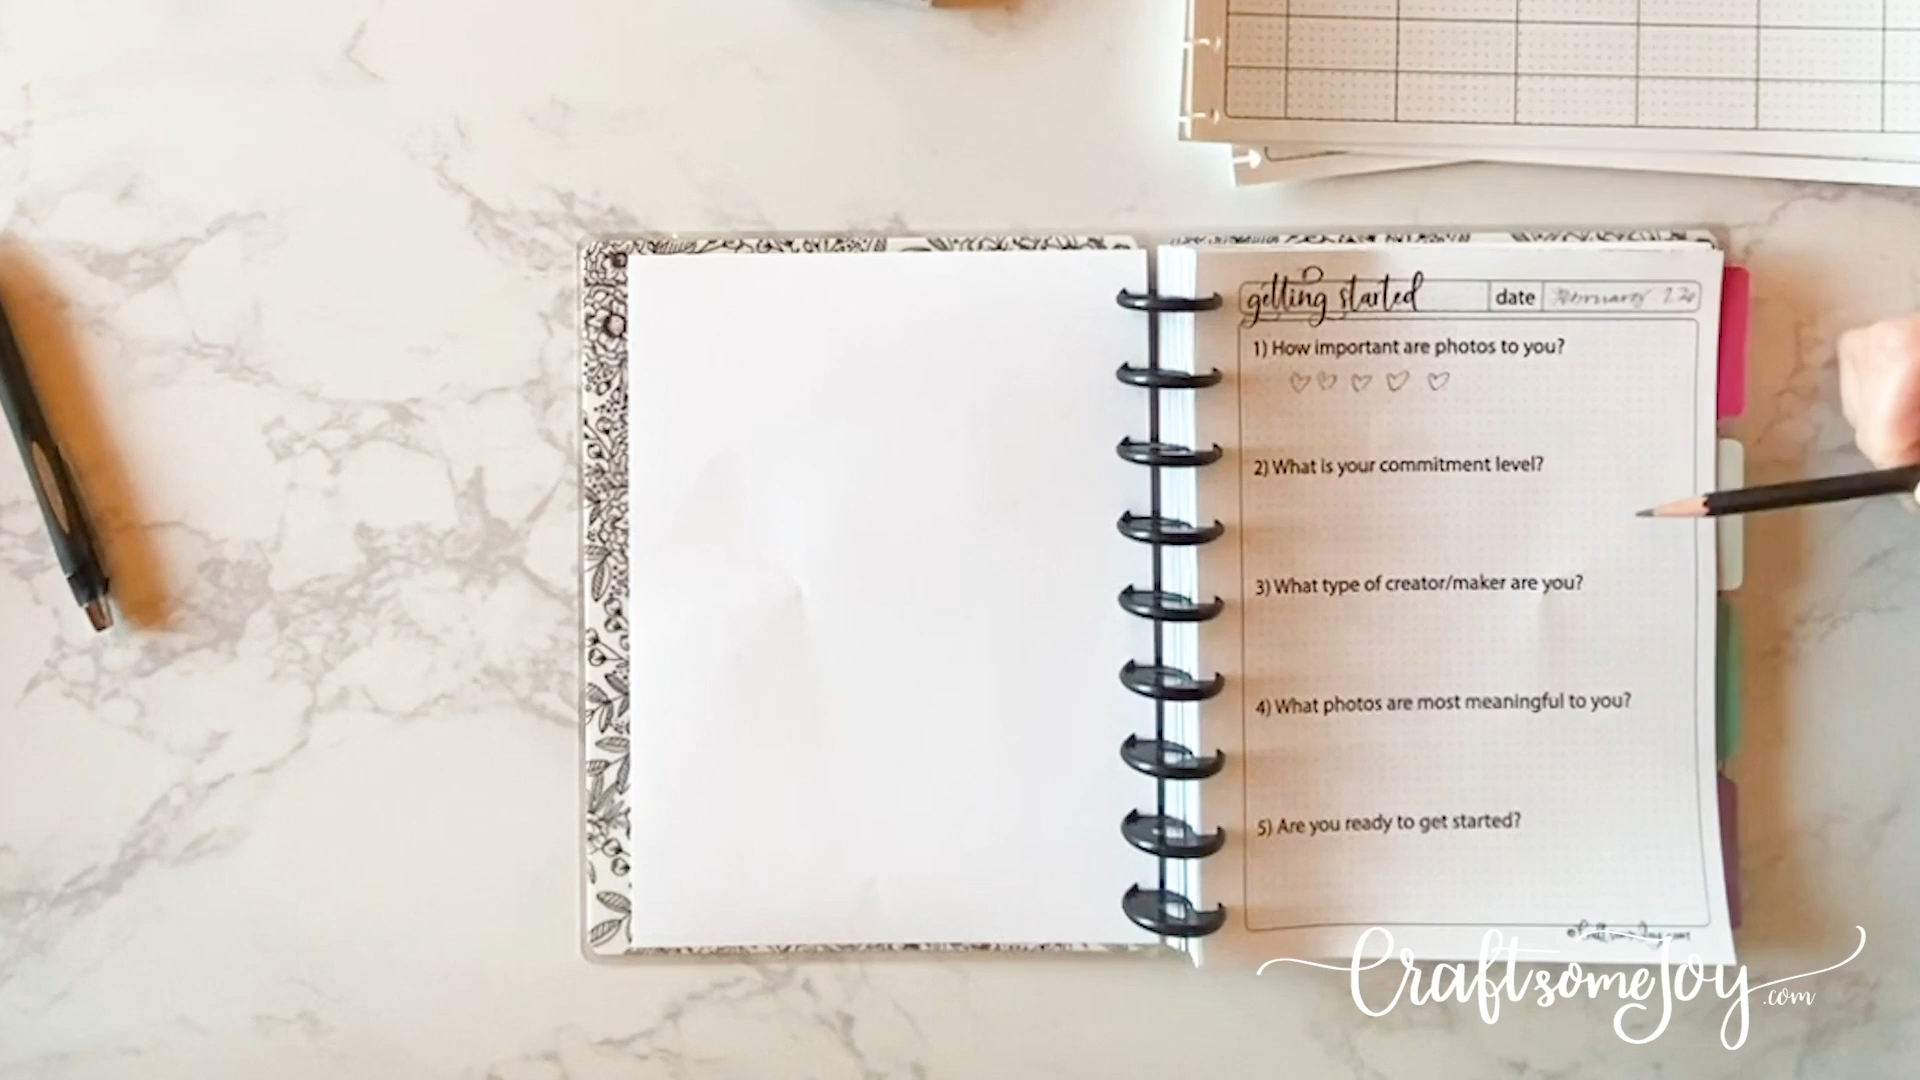 getting started date February
1) How important are photos to you?
2) What is your commitment level?
3) What type of creator/maker are you?
4) What photos are most meaningful to you?
5) Are you ready to get started?
©CraftsomeJoy.com
CraftsomeJoy.com